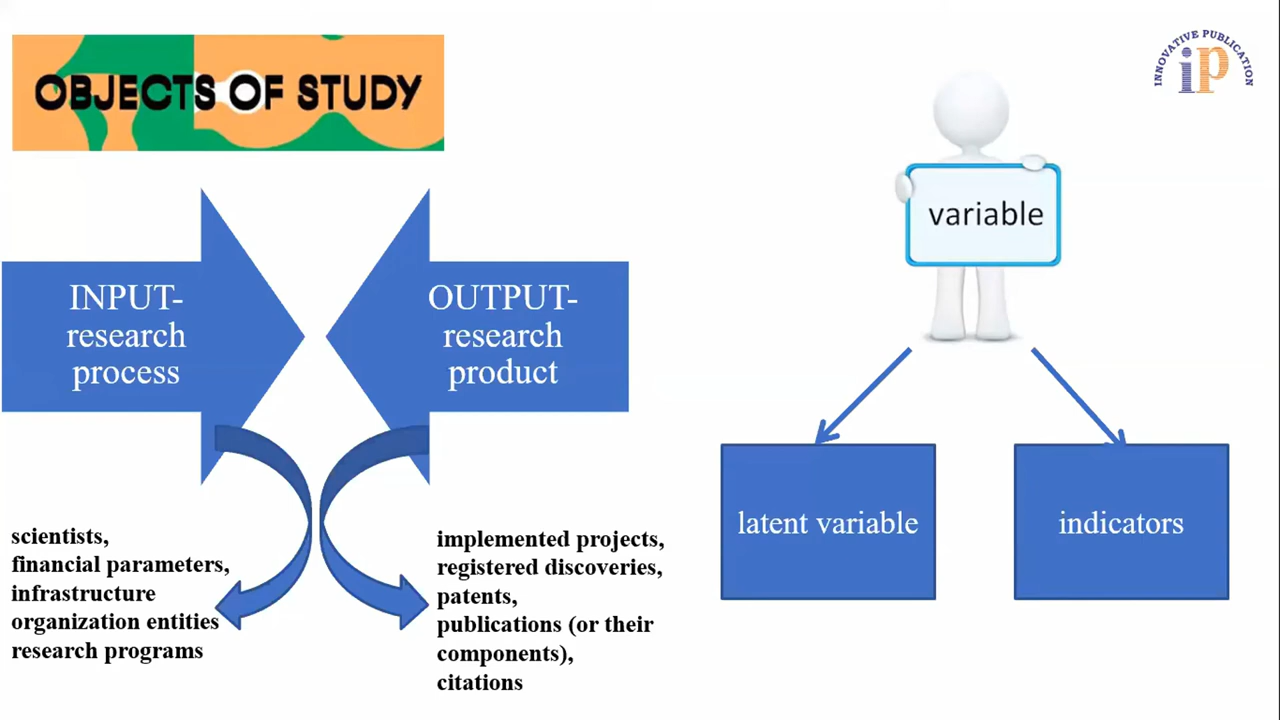 OBJECTS OF STUDY
INNOVATIVE PUBLICATION
ip
variable
INPUT-
research
process
OUTPUT-
research
product
latent variable
indicators
scientists,
financial parameters,
infrastructure
organization entities
research programs
implemented projects,
registered discoveries,
patents,
publications (or their
components),
citations